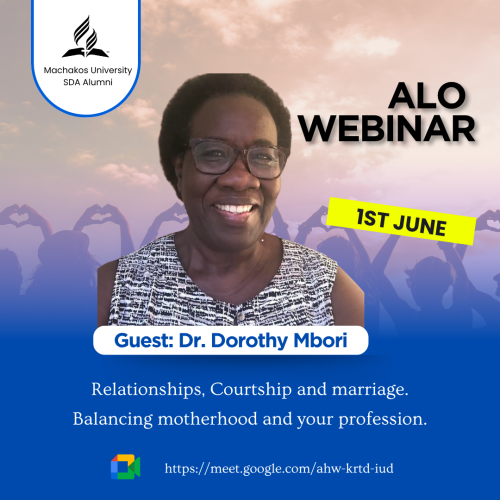 Machakos University
SDA Alumni
ALO
WEBINAR
1ST JUNE
Guest: Dr. Dorothy Mbori
Relationships, Courtship and marriage.
Balancing motherhood and your profession.
https://meet.google.com/ahw-krtd-iud